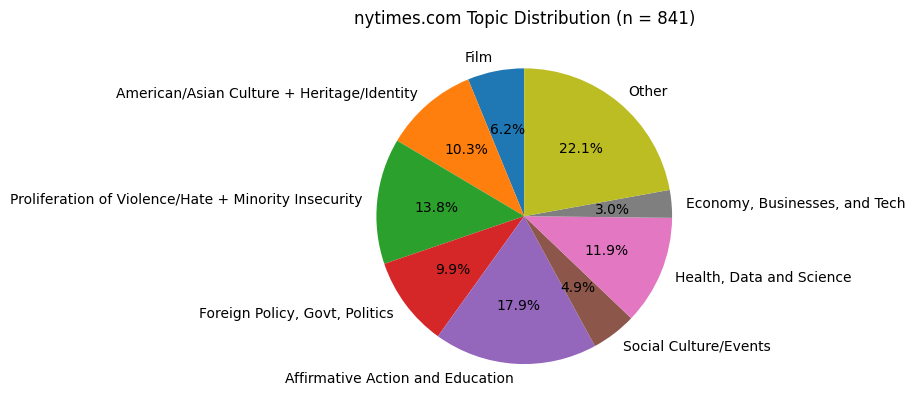 nytimes.com Topic Distribution (n = 841)
Film
American/Asian Culture + Heritage/Identity
Other
6.2%
10.3%
22.1%
Proliferation of Violence/Hate + Minority Insecurity
13.8%
3.0%
Economy, Businesses, and Tech
9.9%
11.9%
Health, Data and Science
4.9%
17.9%
Foreign Policy, Govt, Politics
Social Culture/Events
Affirmative Action and Education